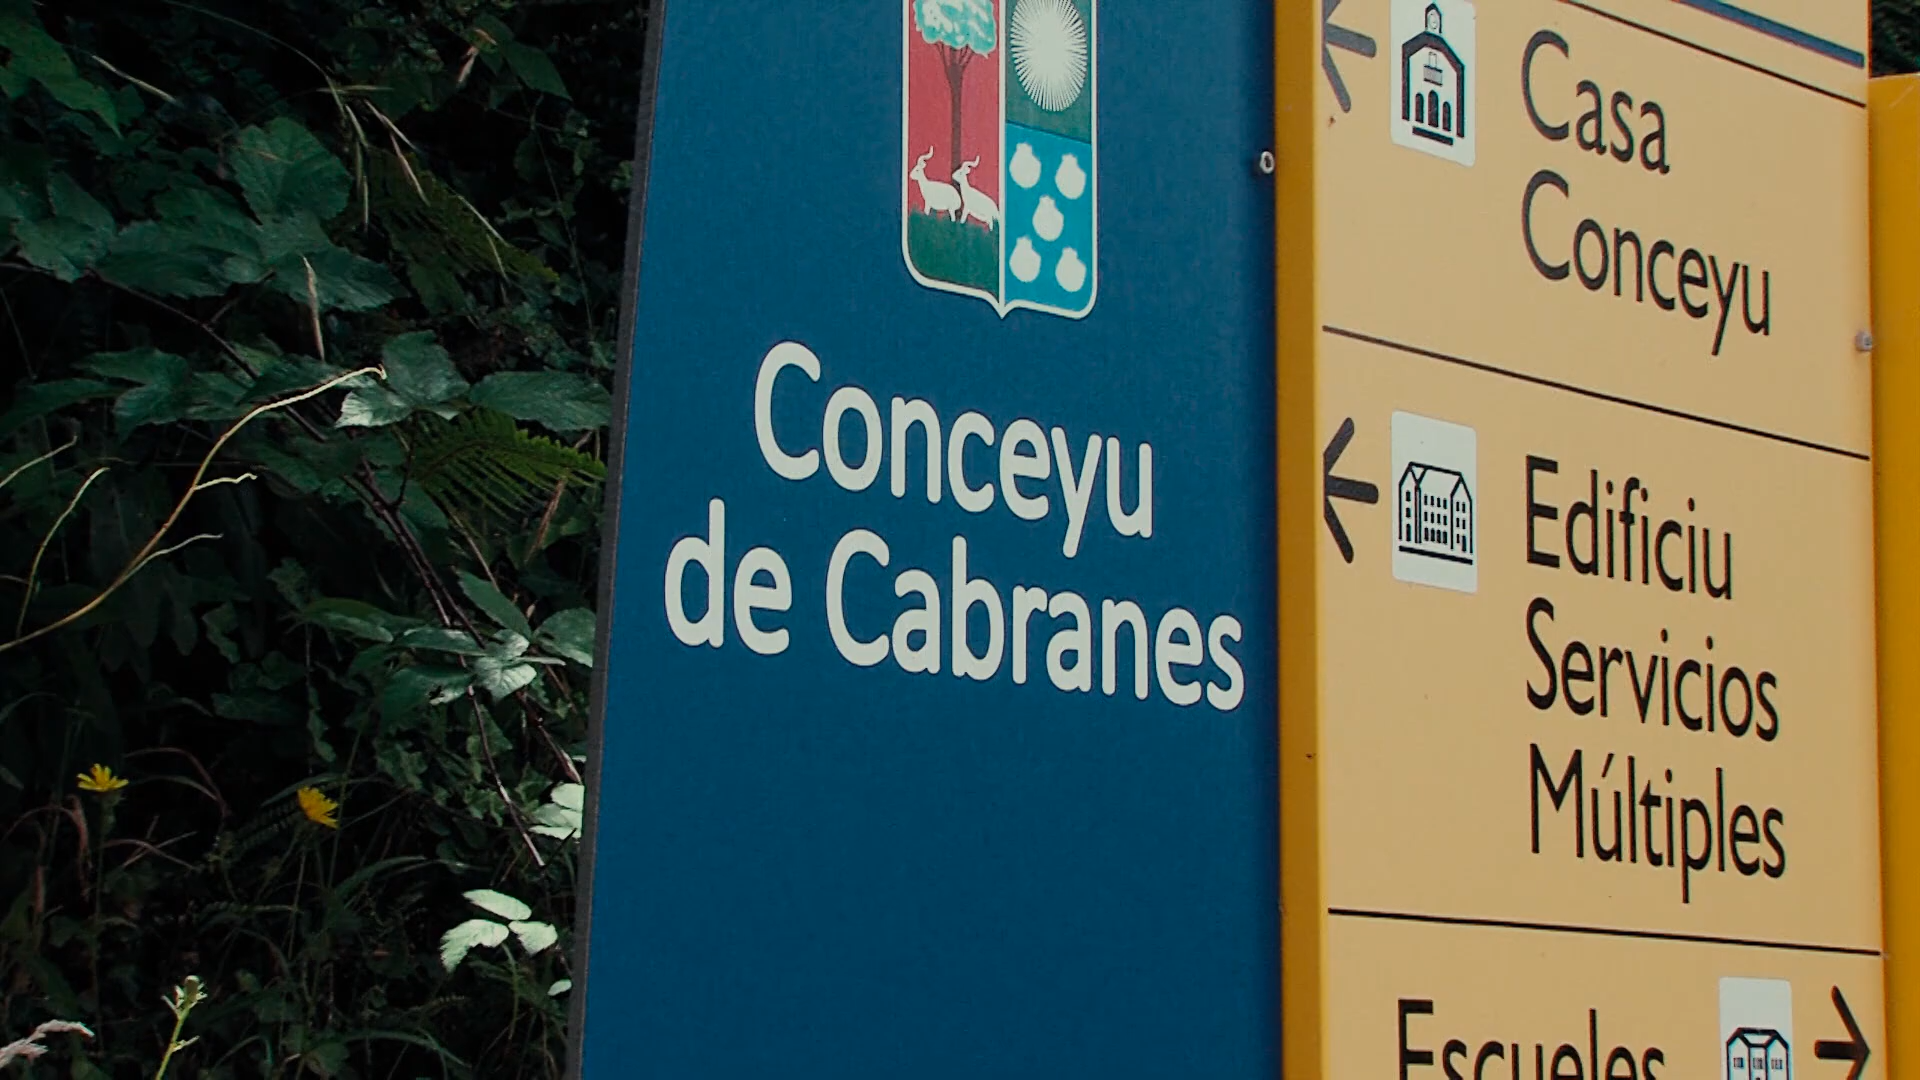 Conceyu
de Cabranes
Casa
Conceyu
Edificiu
Servicios
Múltiples
Escueles